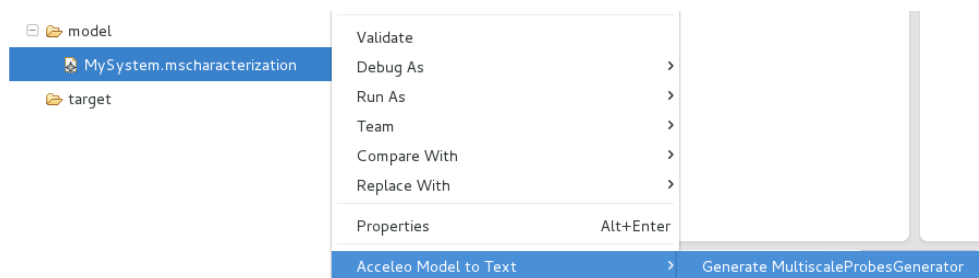 model
MySystem.mscharacterization
target
Validate
Debug As
Run As
Team
Compare With
Replace With
Properties Alt+Enter
Acceleo Model to Text
Generate MultiscaleProbesGenerator